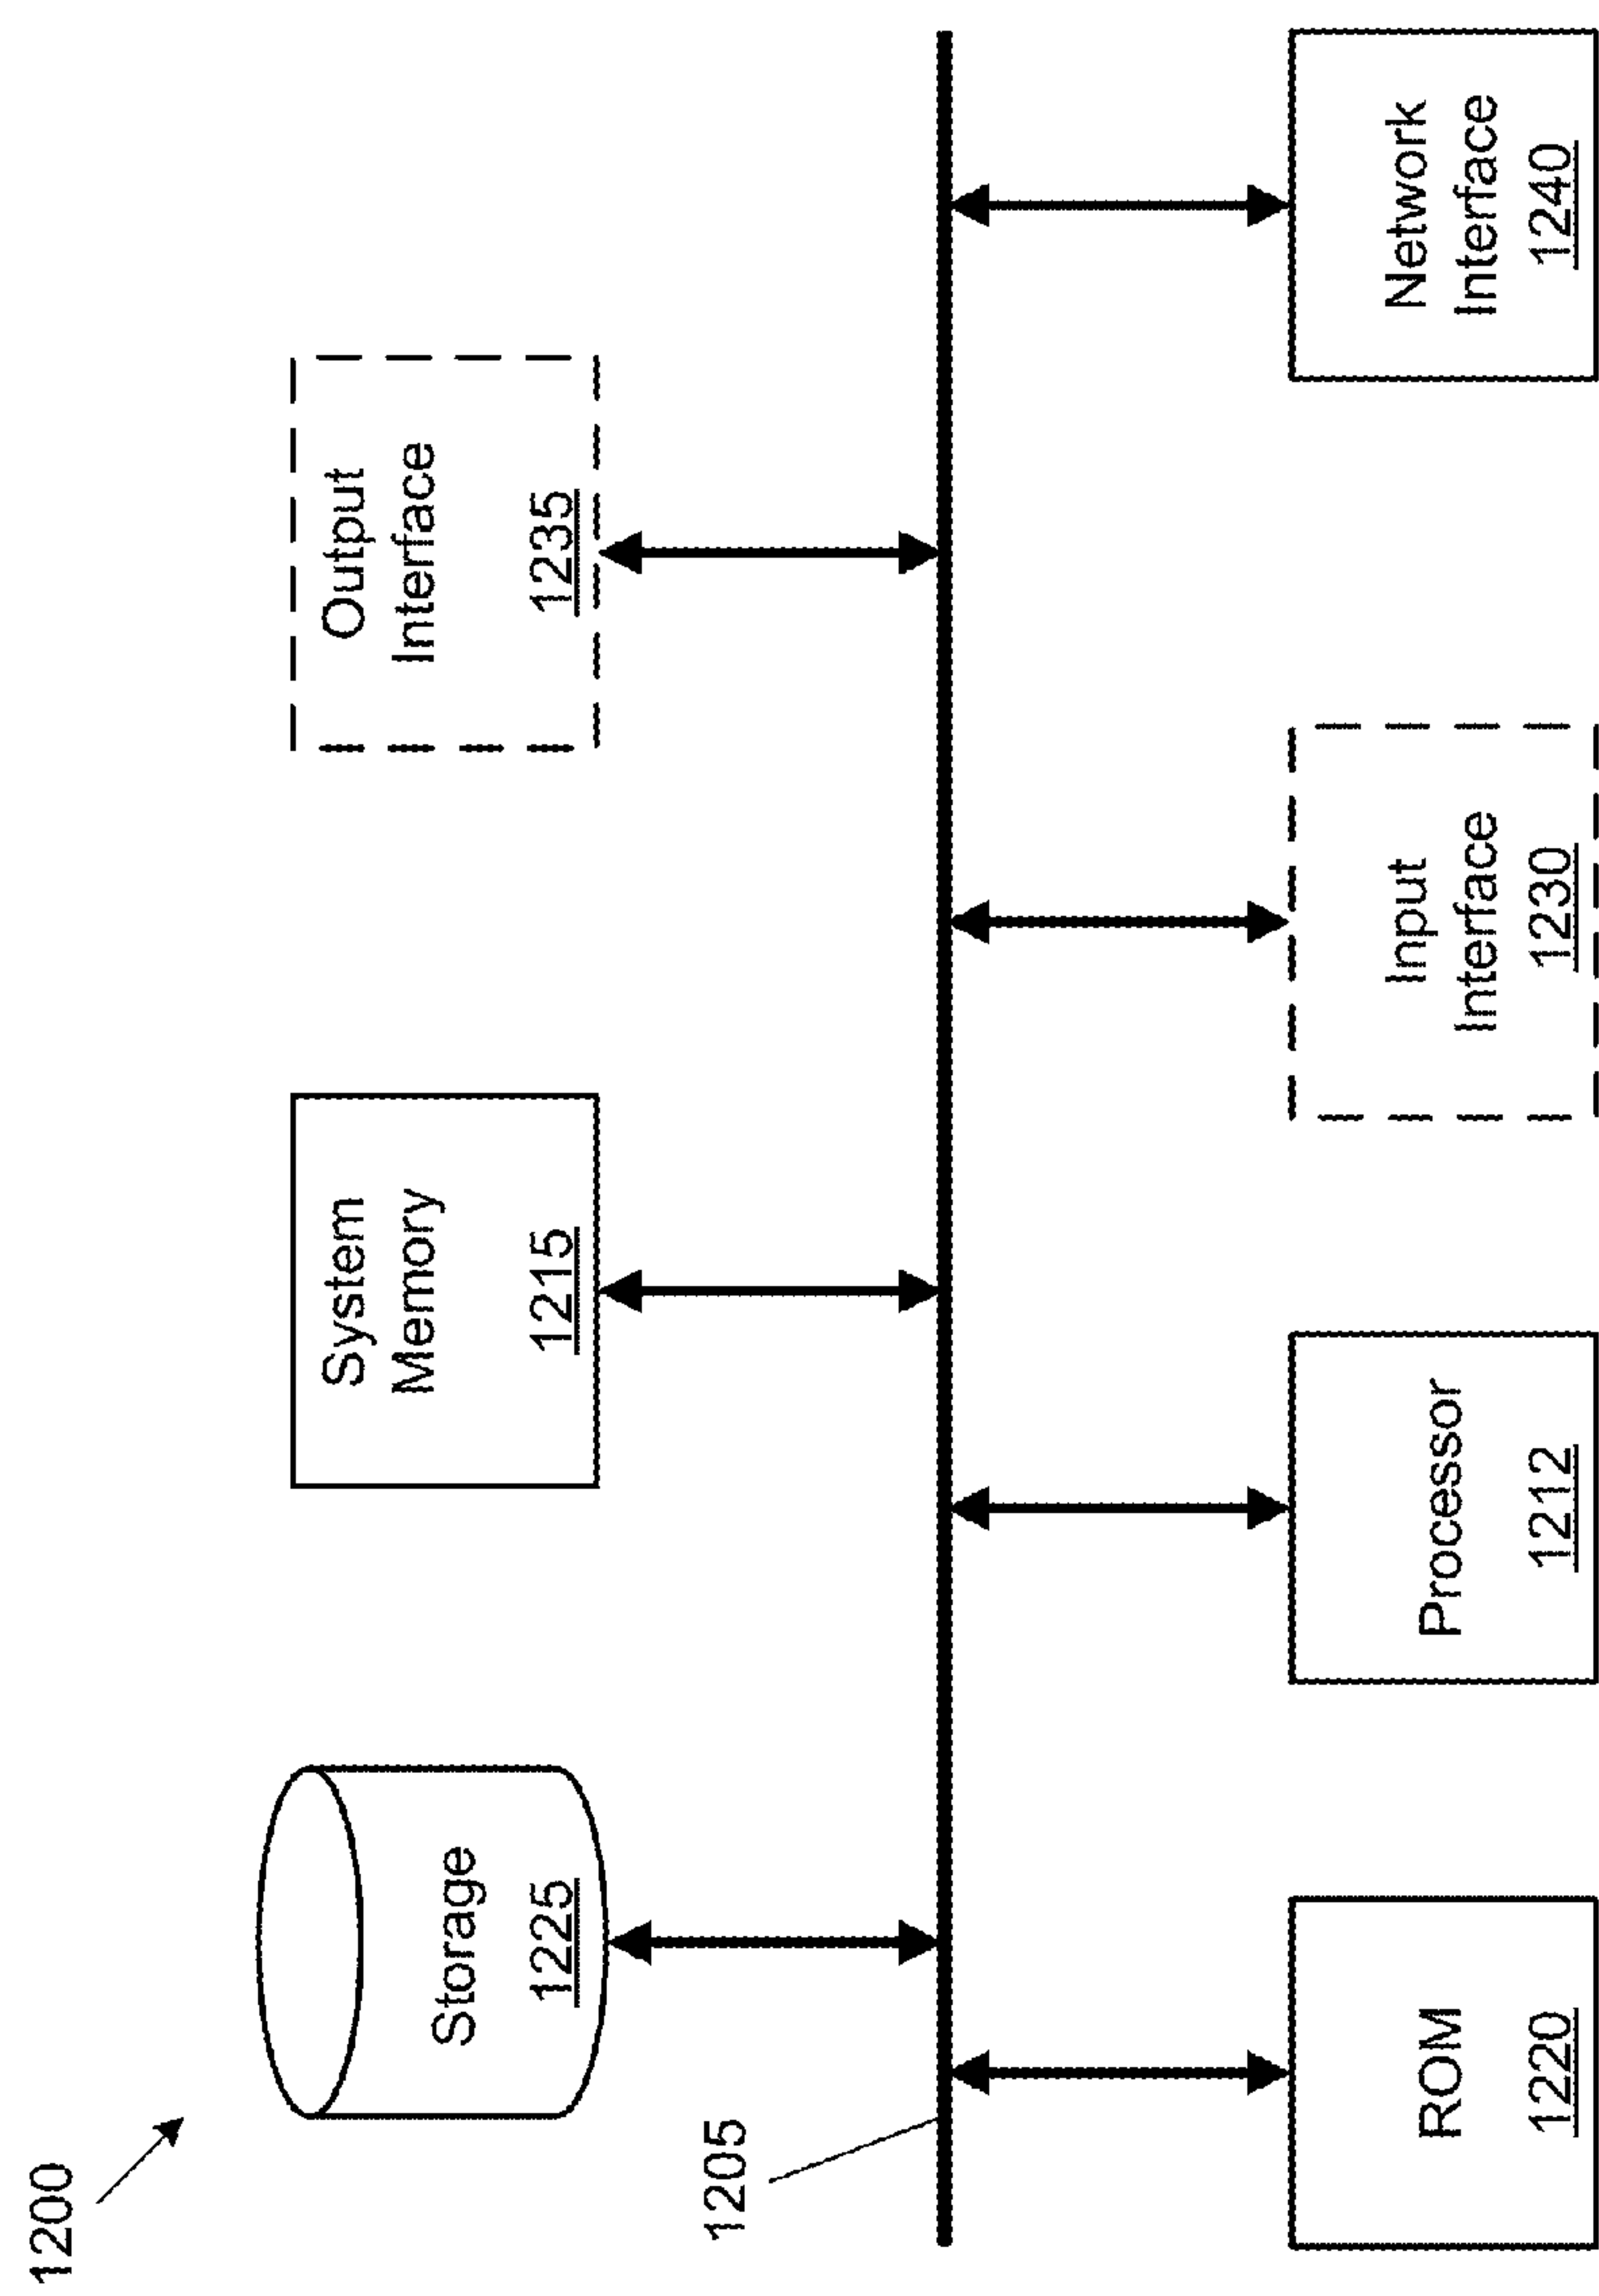 1200
Storage
1225
System
Memory
1215
Output
Interface
1235
1205
ROM
1220
Processor
1212
Input
Interface
1230
Network
Interface
1240